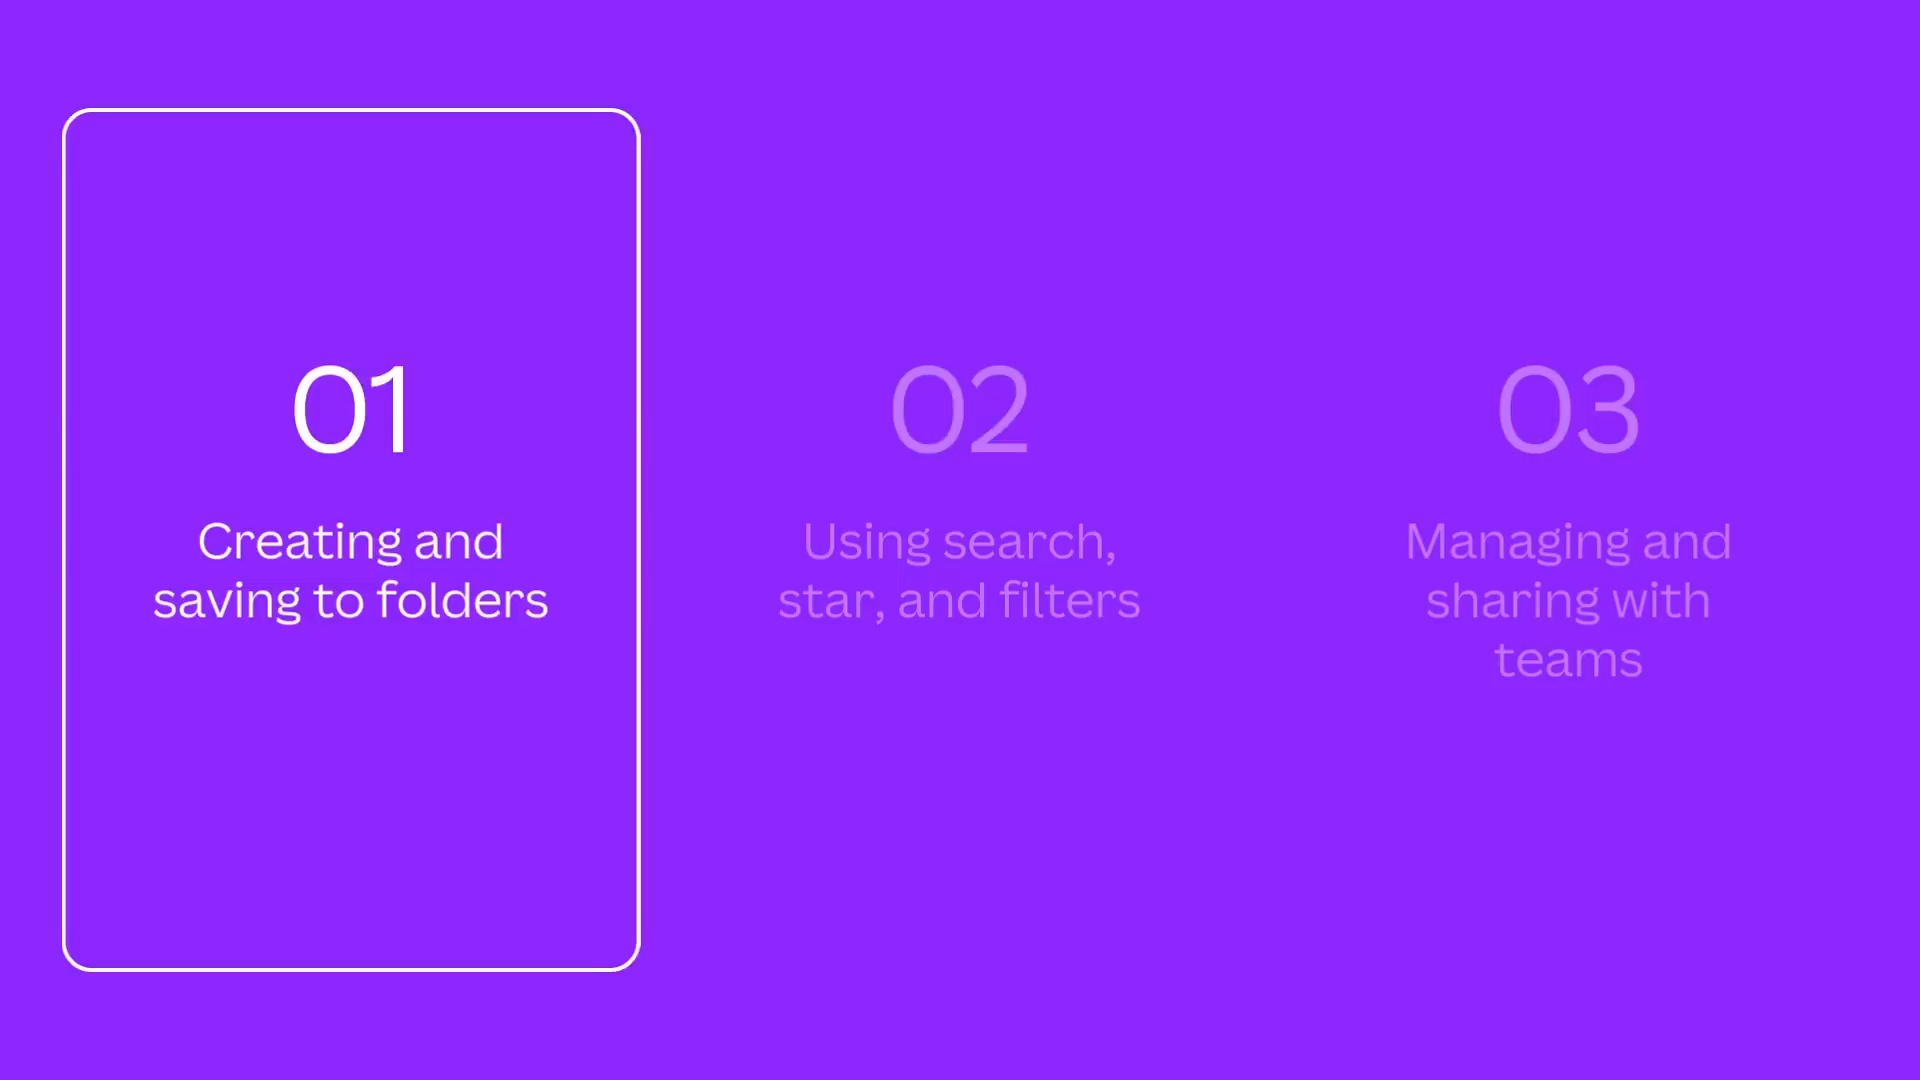 01
Creating and
saving to folders
02
Using search,
star, and filters
03
Managing and
sharing with
teams